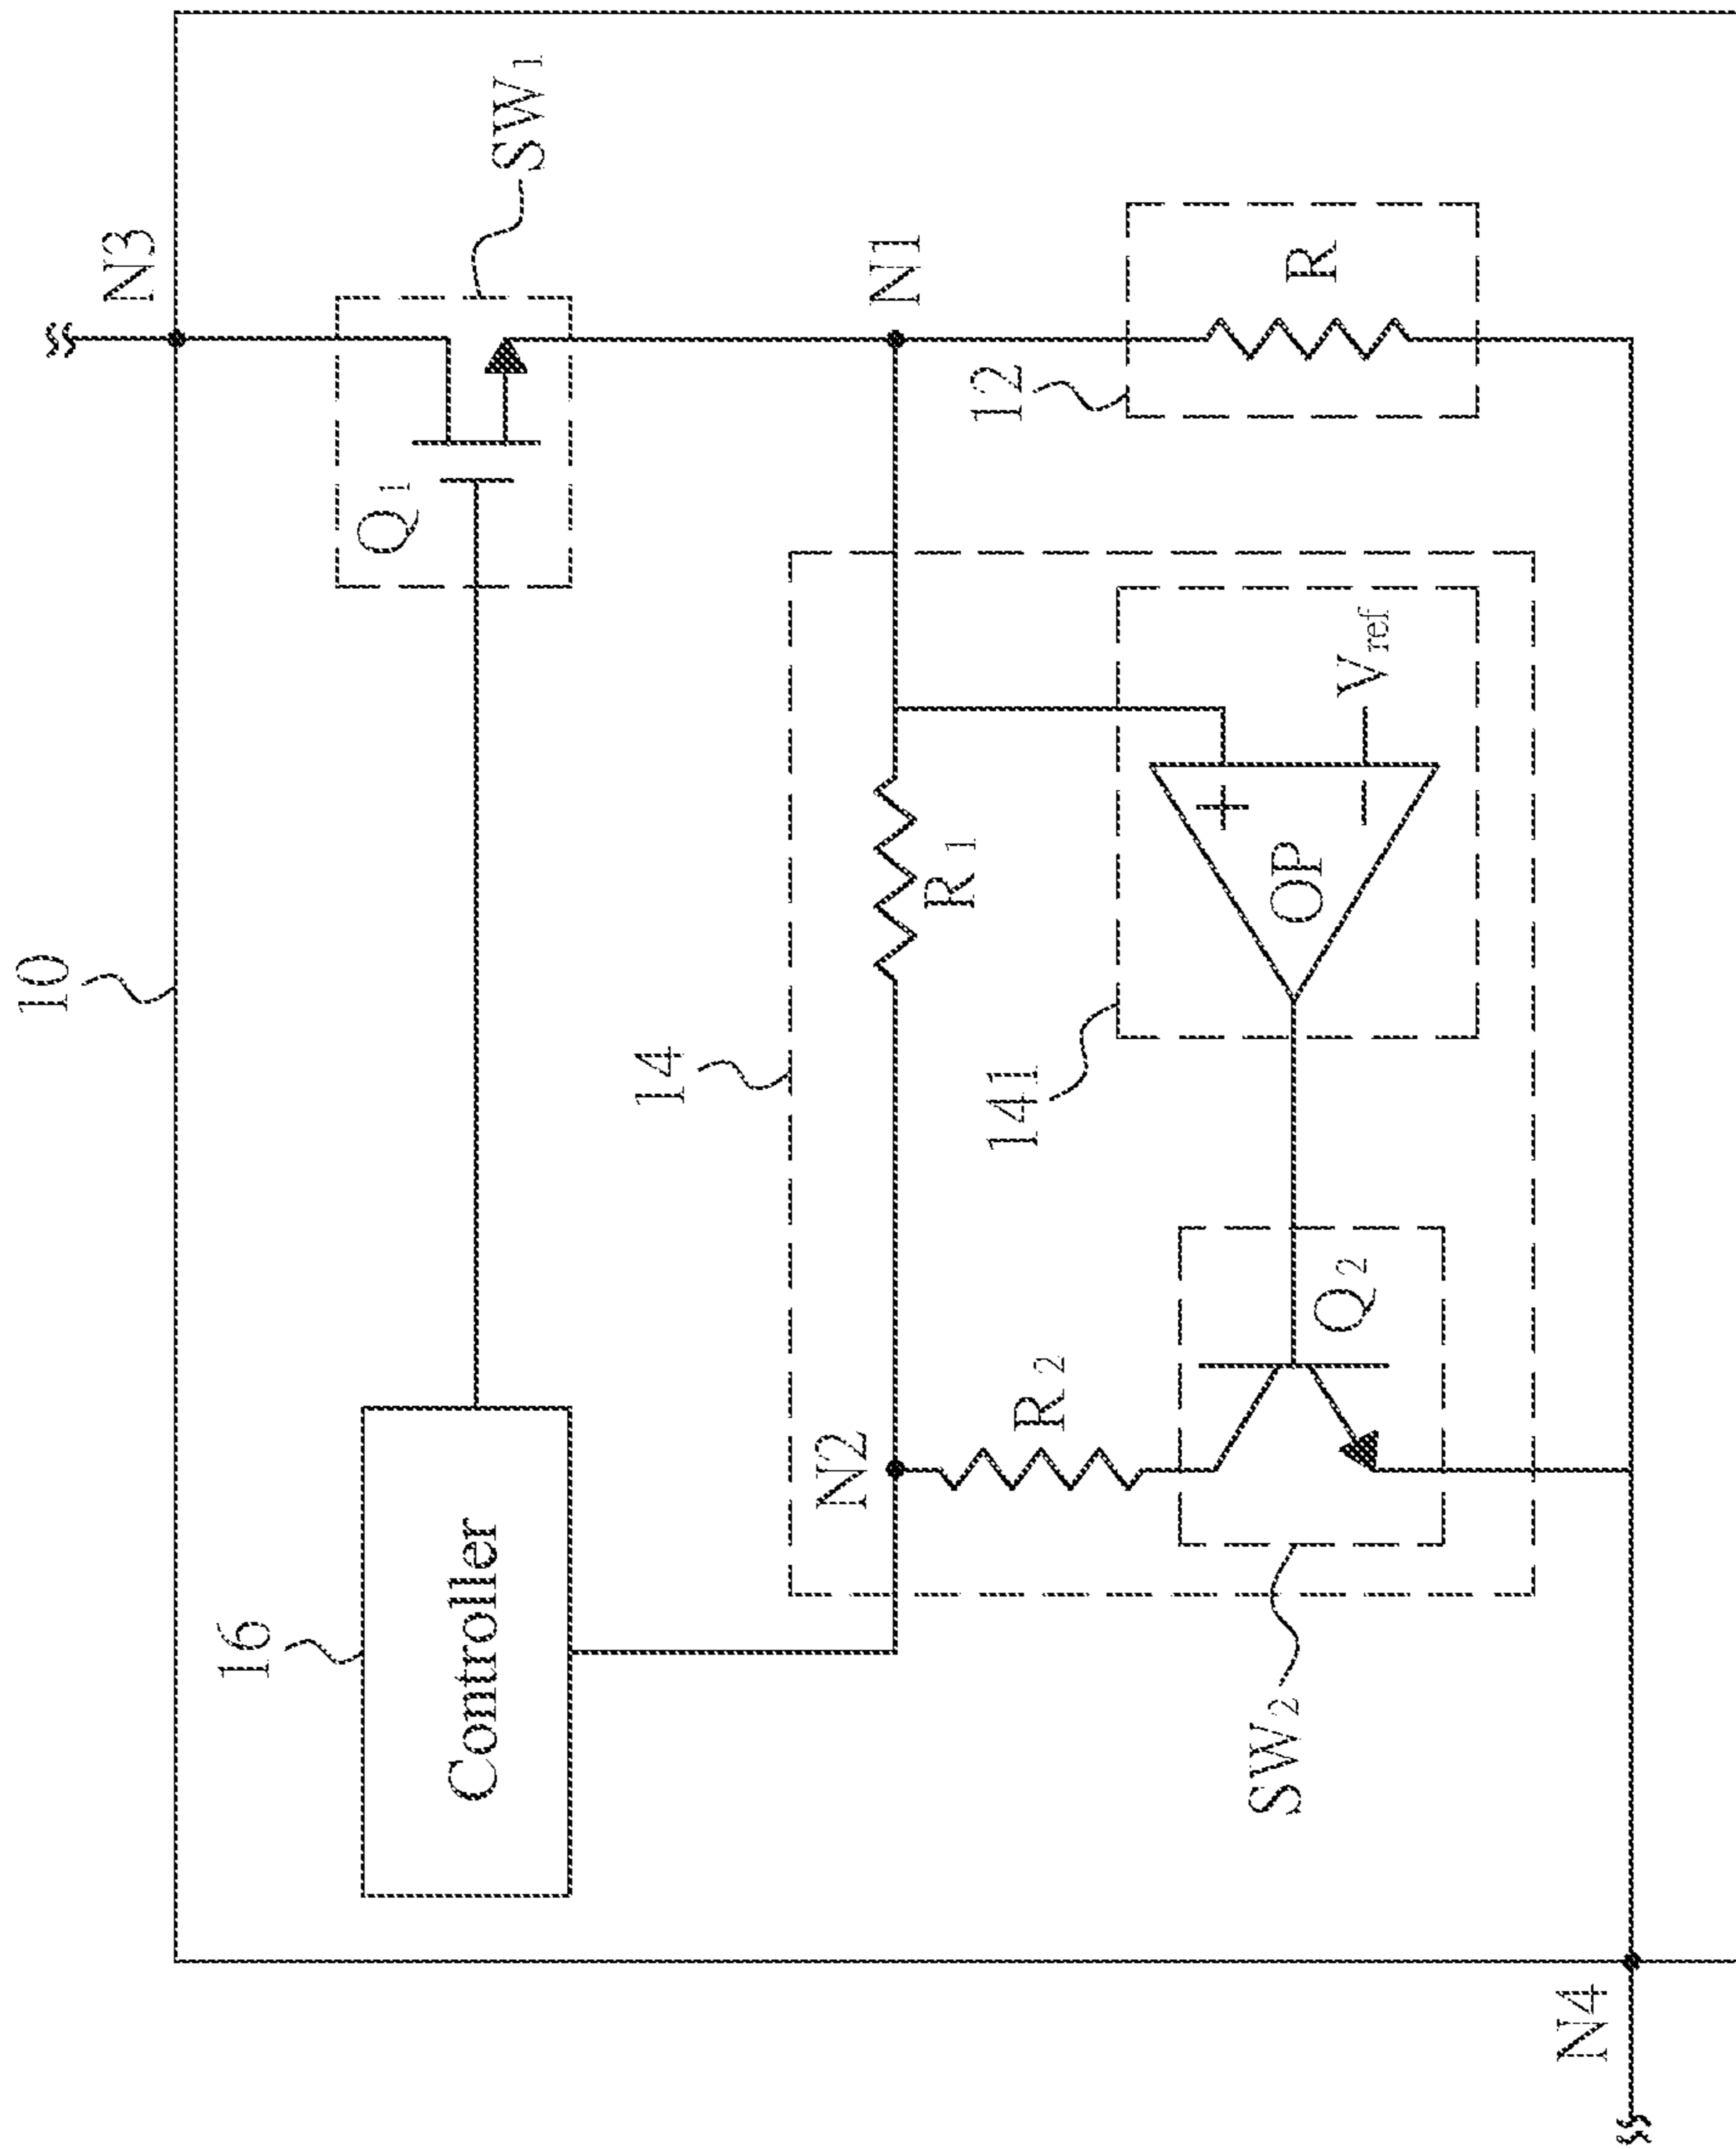 10
N3
SW1
Q1
16
Controller
14
N1
N2
R1
12
R
R2
141
+
OP
−
Vref
Q2
SW2
N4